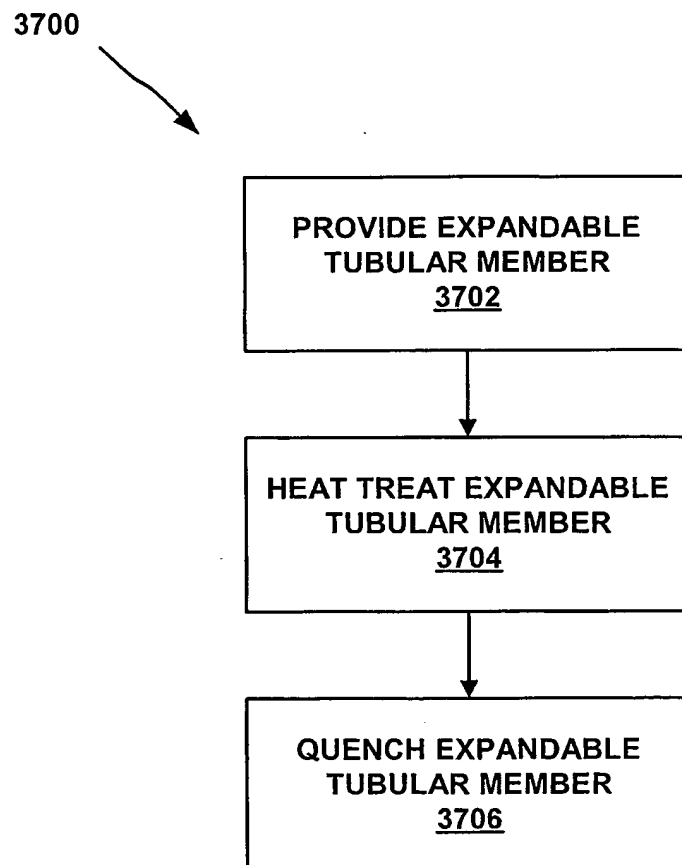 3700
PROVIDE EXPANDABLE
TUBULAR MEMBER
3702
HEAT TREAT EXPANDABLE
TUBULAR MEMBER
3704
QUENCH EXPANDABLE
TUBULAR MEMBER
3706